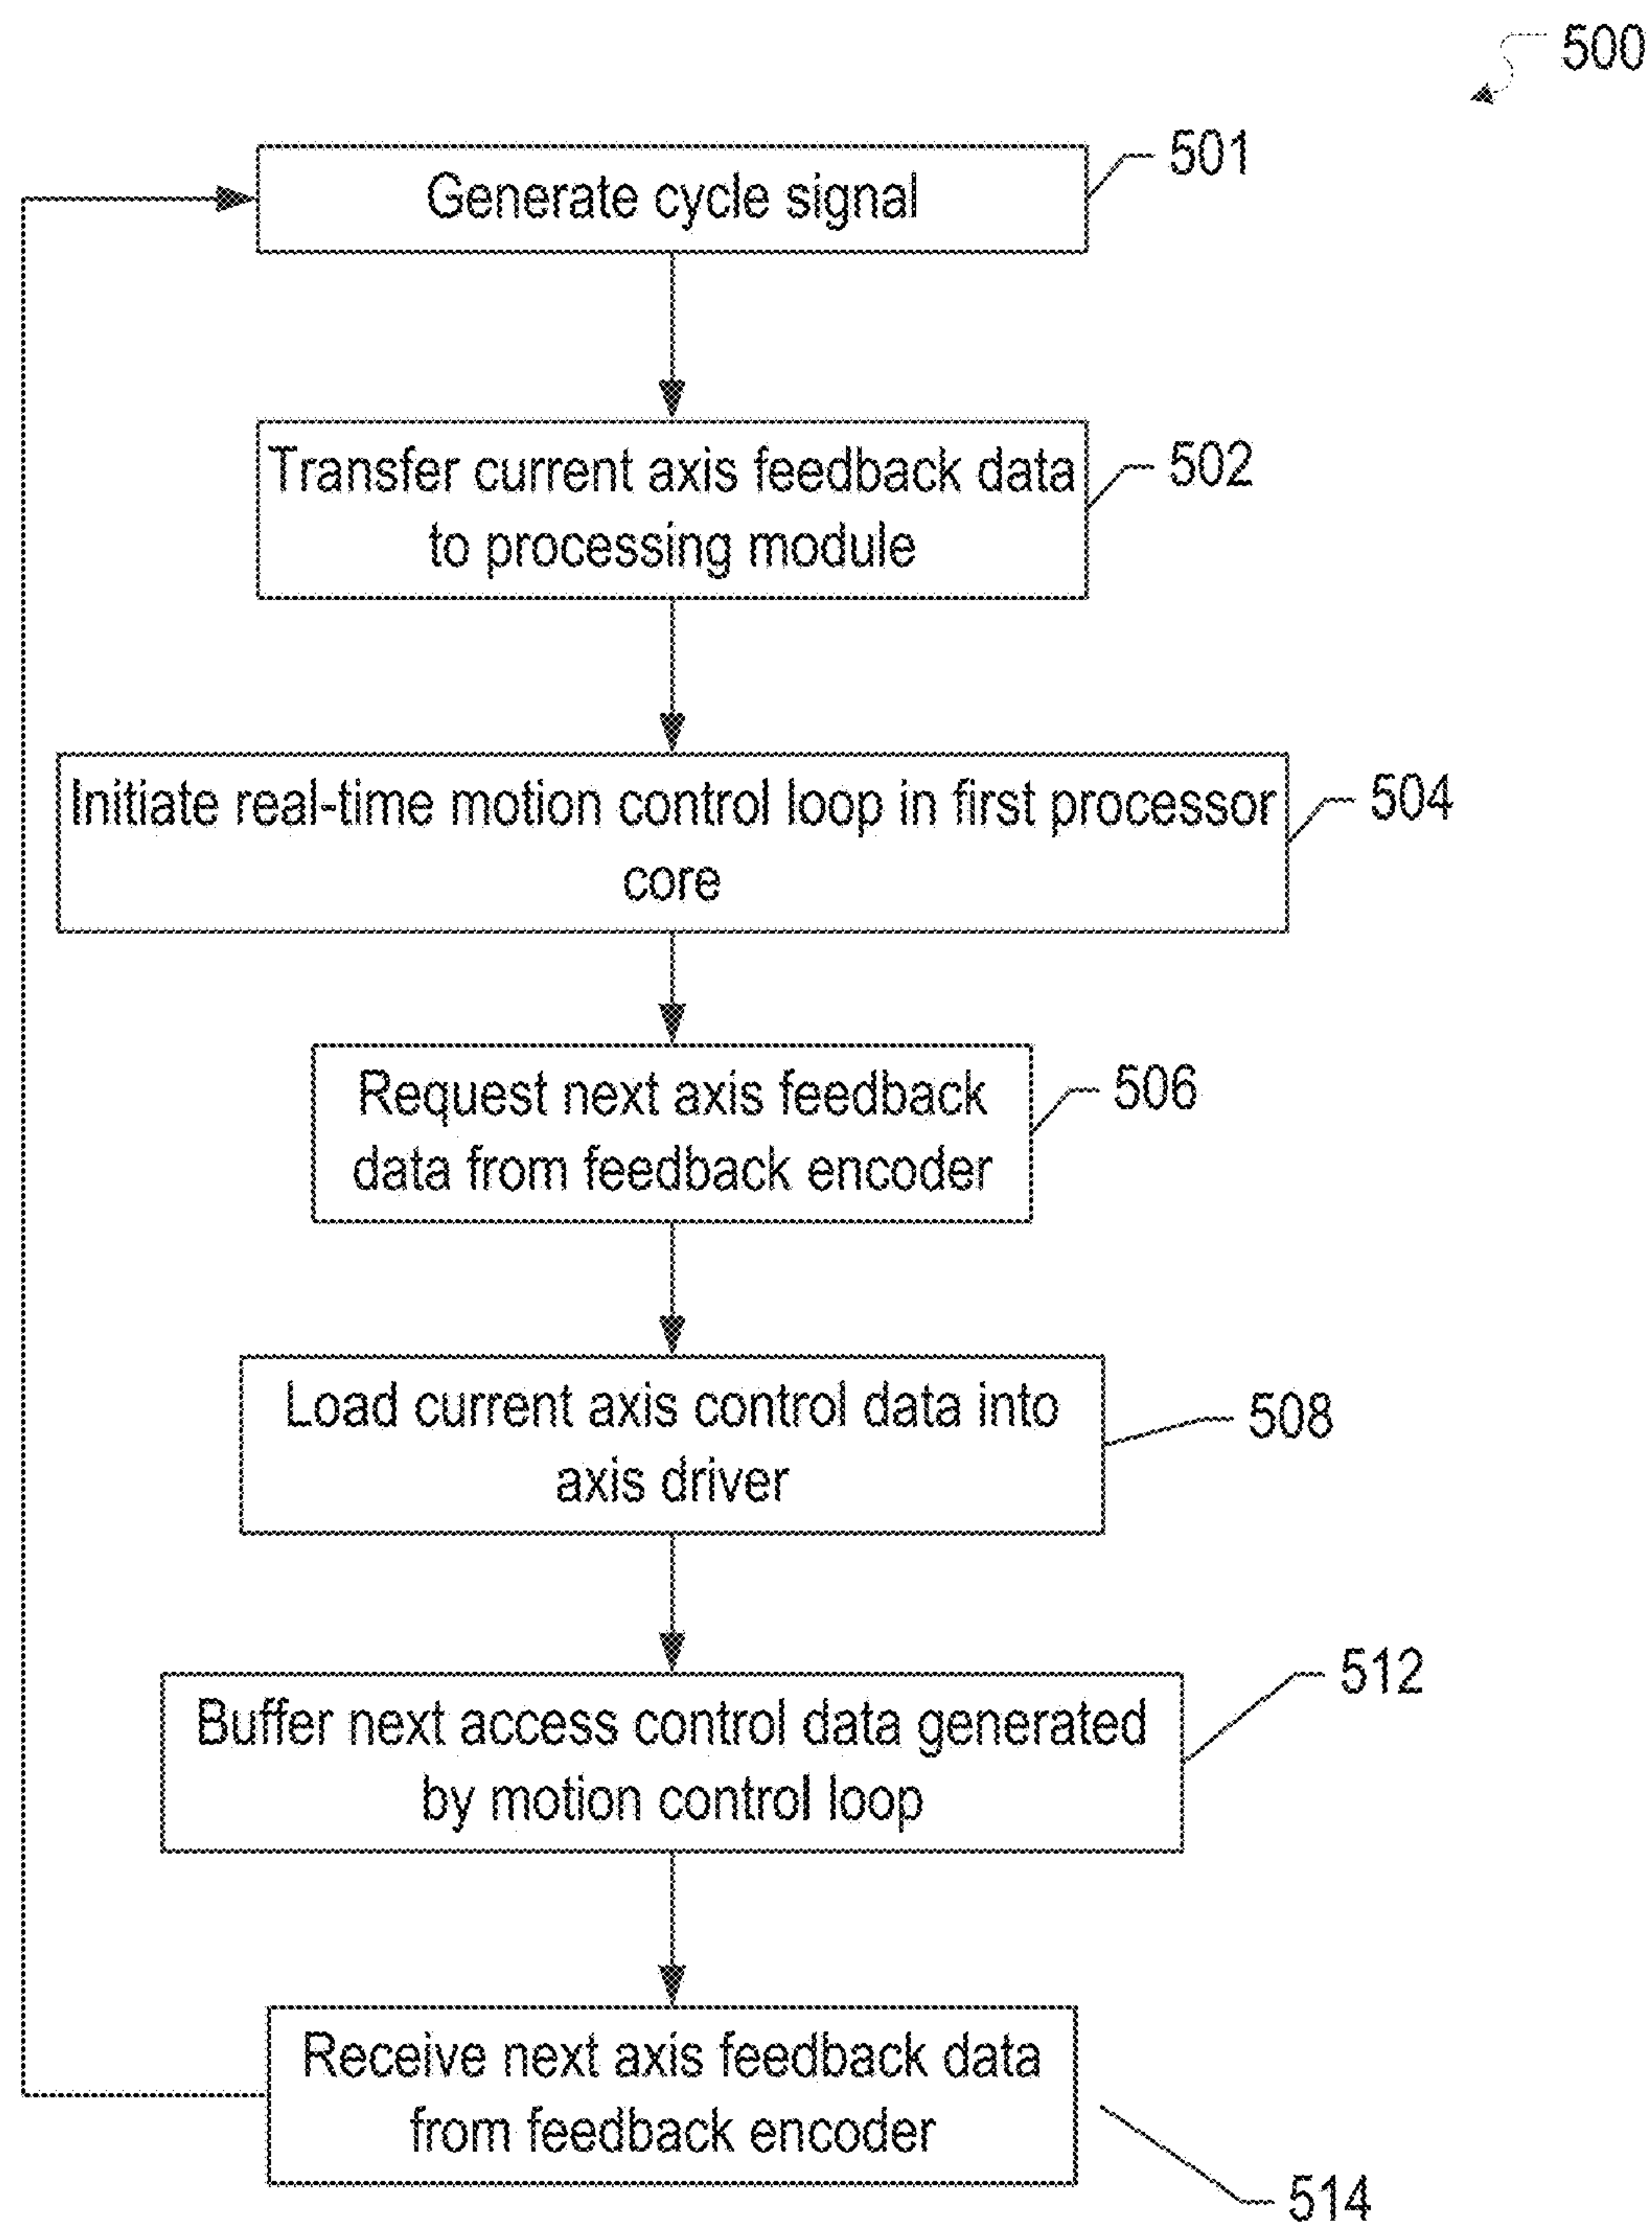 500
Generate cycle signal
501
Transfer current axis feedback data
to processing module
502
Initiate real-time motion control loop in first processor
core
504
Request next axis feedback
data from feedback encoder
506
Load current axis control data into
axis driver
508
Buffer next access control data generated
by motion control loop
512
Receive next axis feedback data
from feedback encoder
514